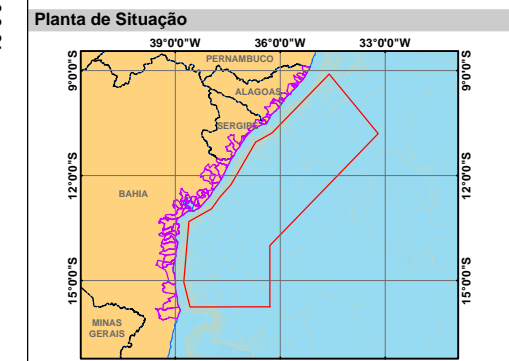 Planta de Situação
39°0'0"W 36°0'0"W 33°0'0"W
PERNAMBUCO
9°0'0"S 9°0'0"S
ALAGOAS
SERGIPE
12°0'0"S 12°0'0"S
BAHIA
15°0'0"S 15°0'0"S
MINAS
GERAIS